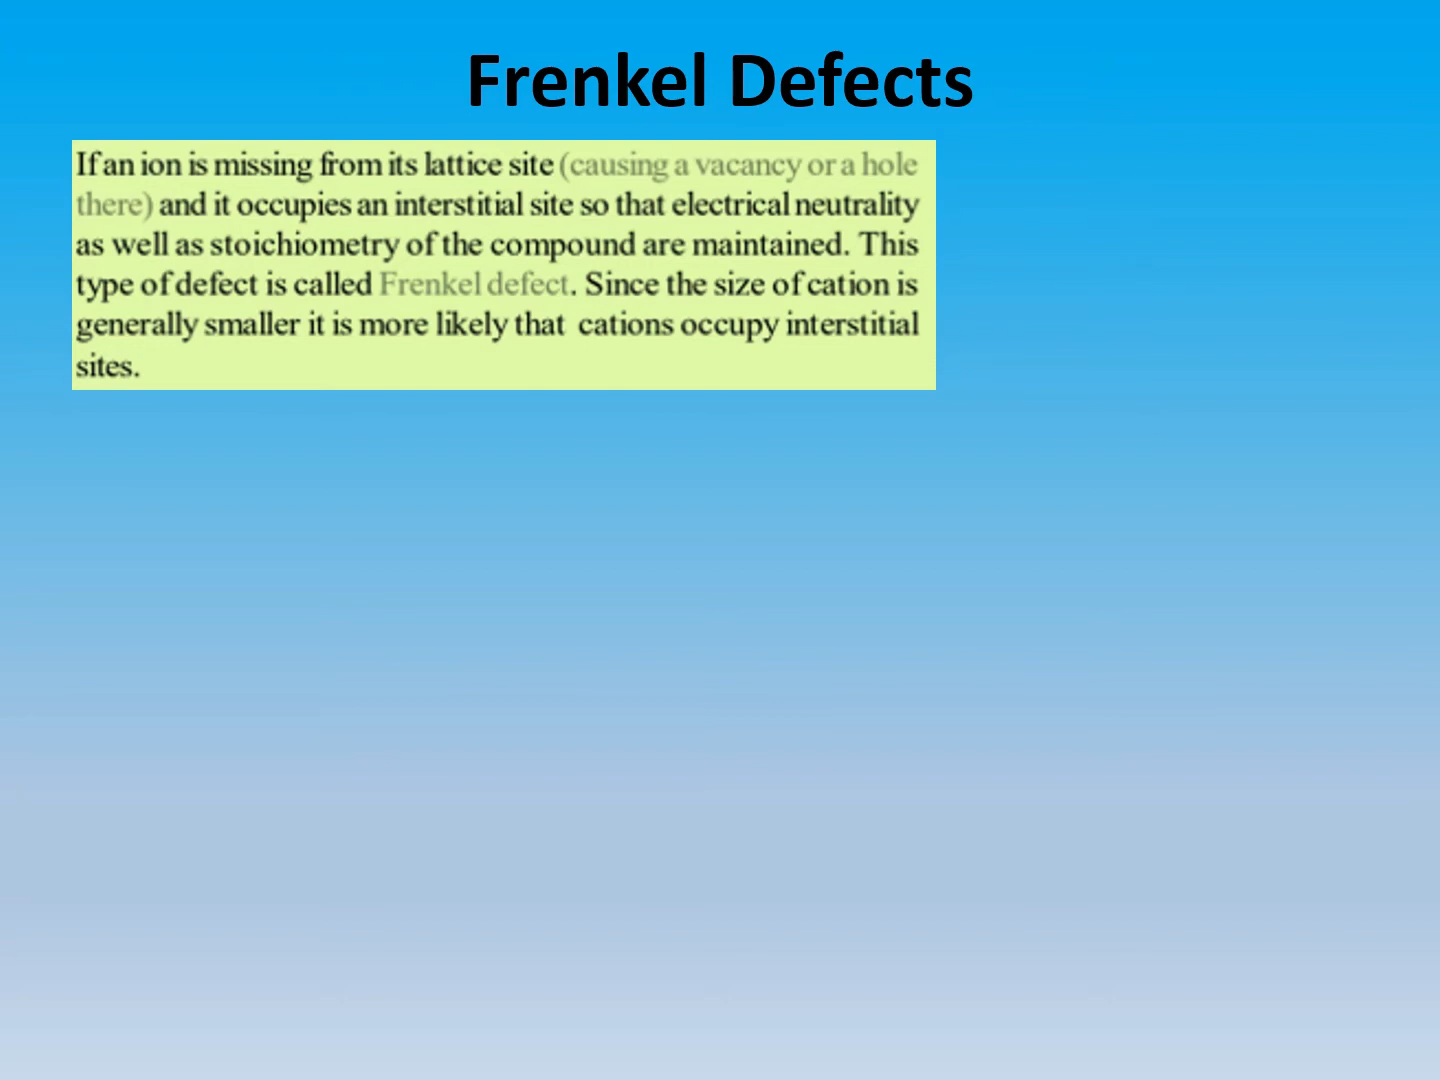 Frenkel Defects
If an ion is missing from its lattice site (causing a vacancy or a hole
there) and it occupies an interstitial site so that electrical neutrality
as well as stoichiometry of the compound are maintained. This
type of defect is called Frenkel defect. Since the size of cation is
generally smaller it is more likely that cations occupy interstitial
sites.